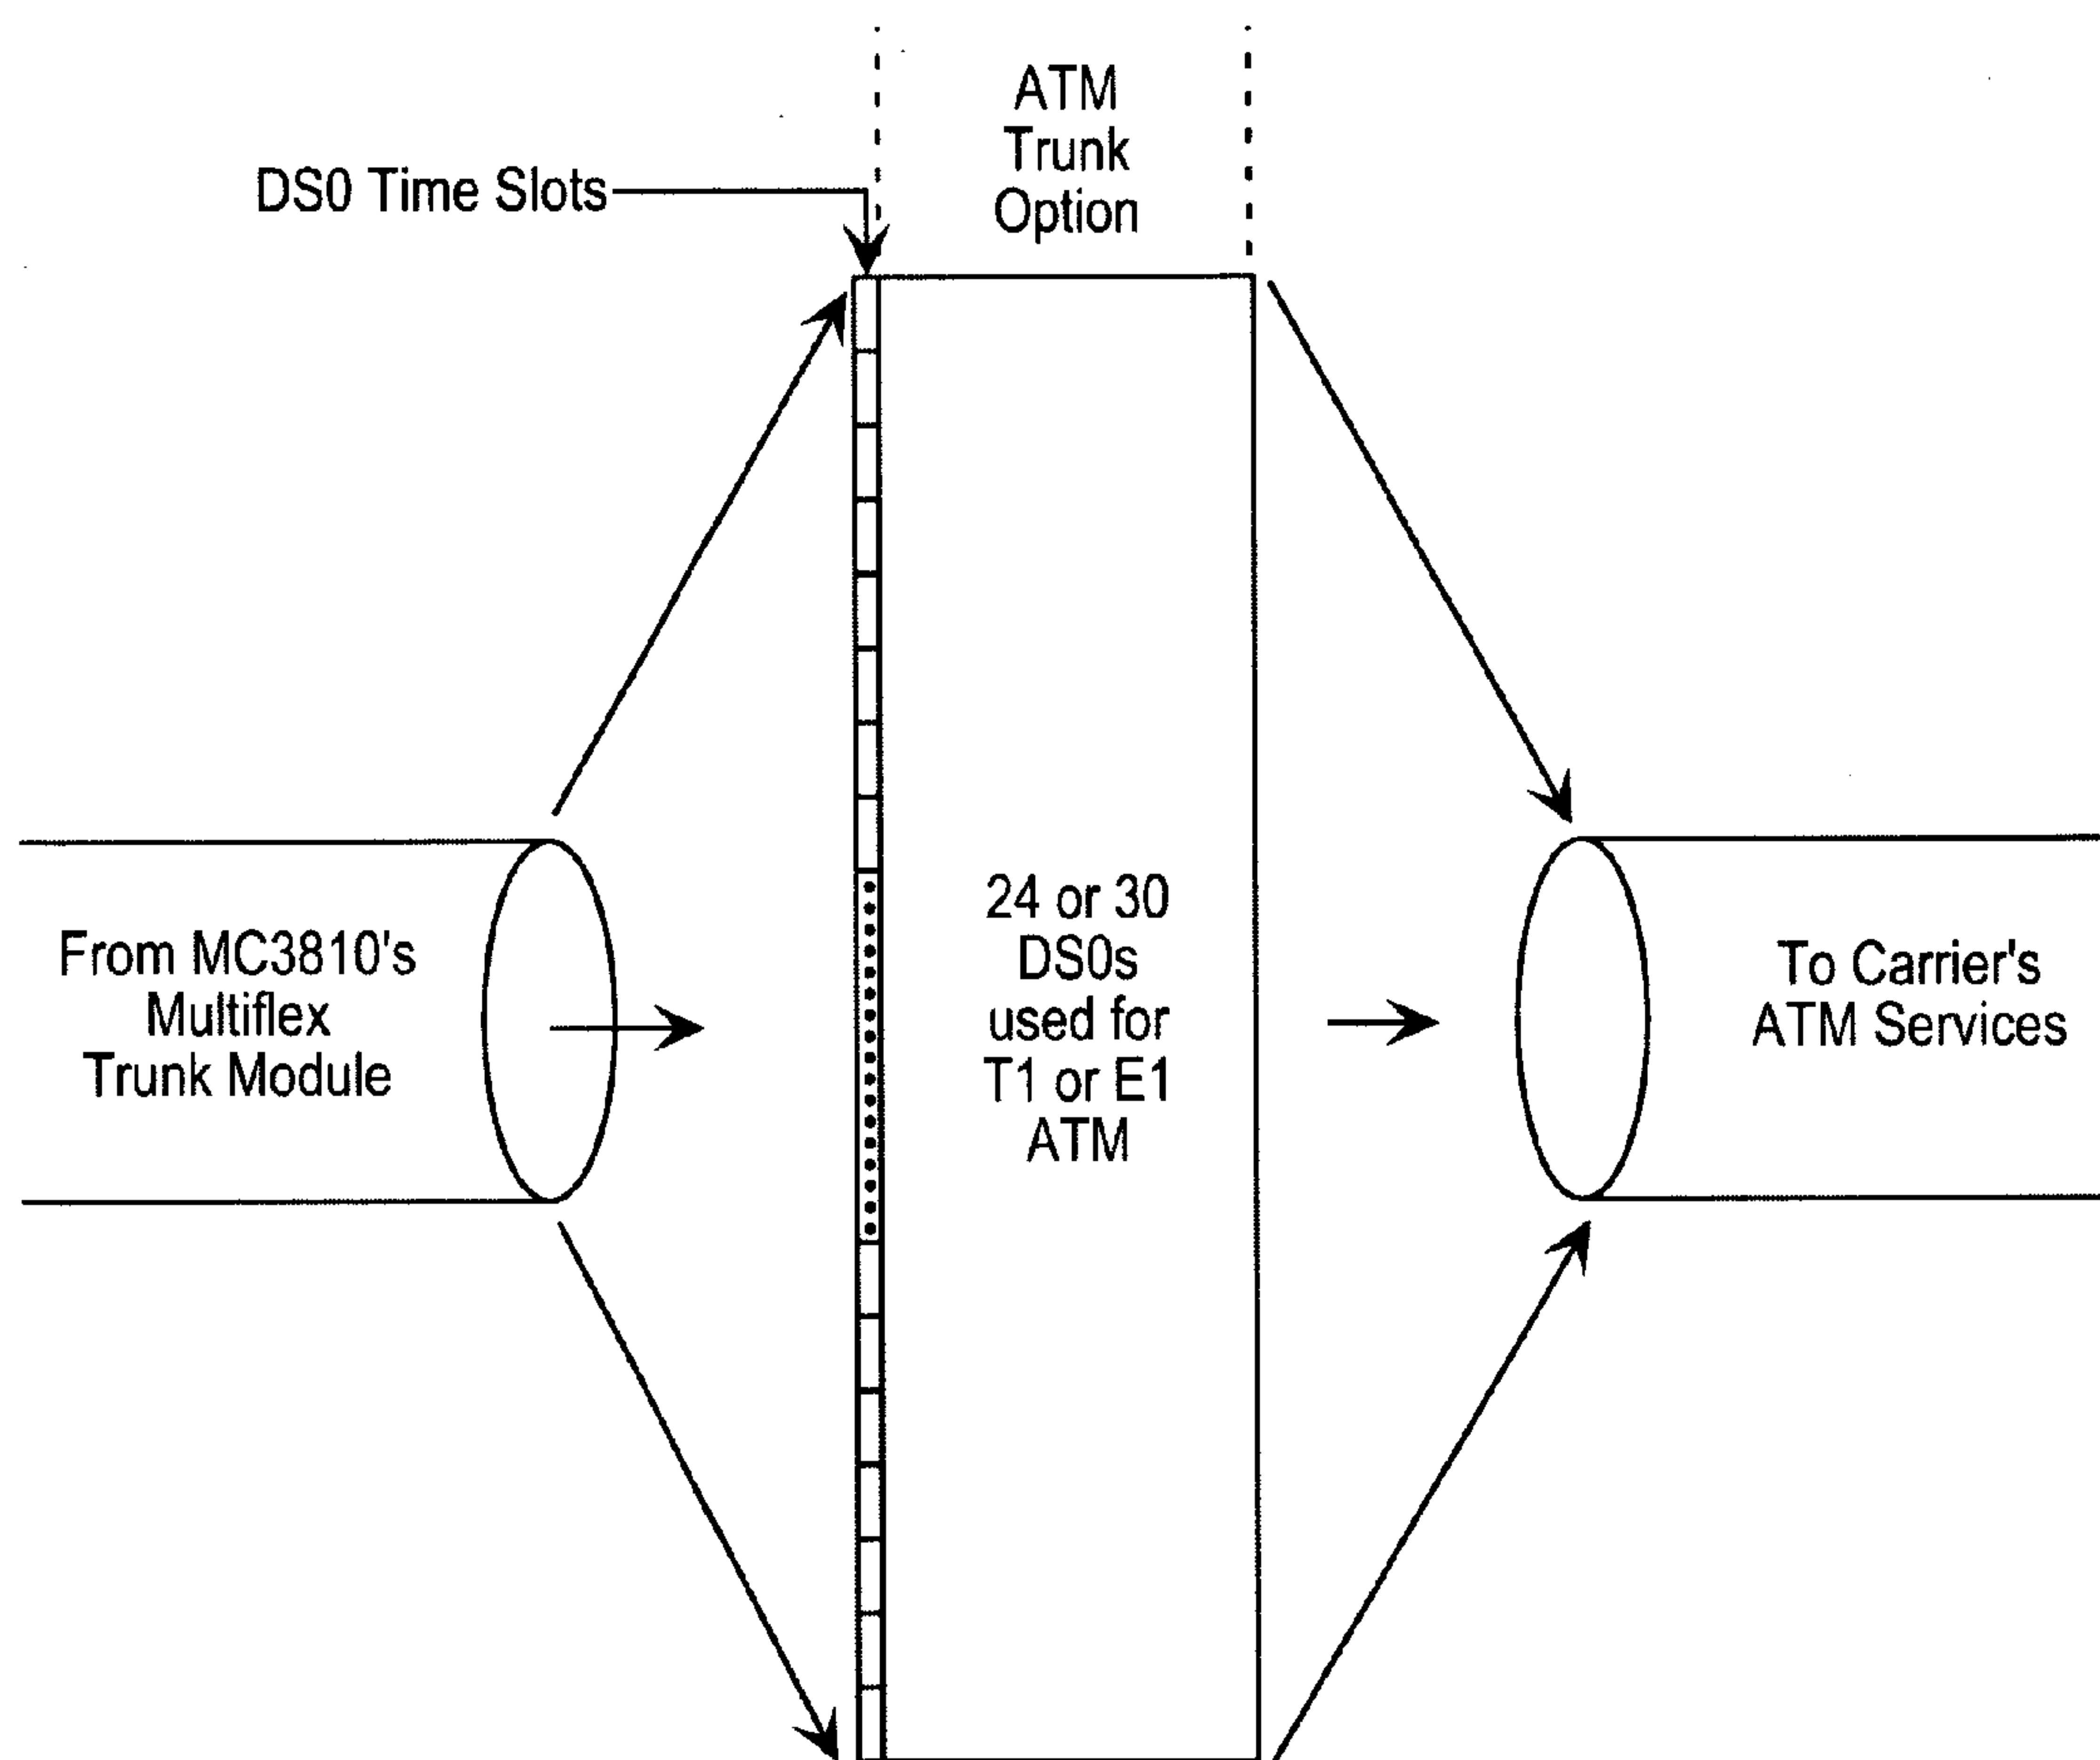 ATM
Trunk
Option
DS0 Time Slots
From MC3810's
Multiflex
Trunk Module
24 or 30
DS0s
used for
T1 or E1
ATM
To Carrier's
ATM Services